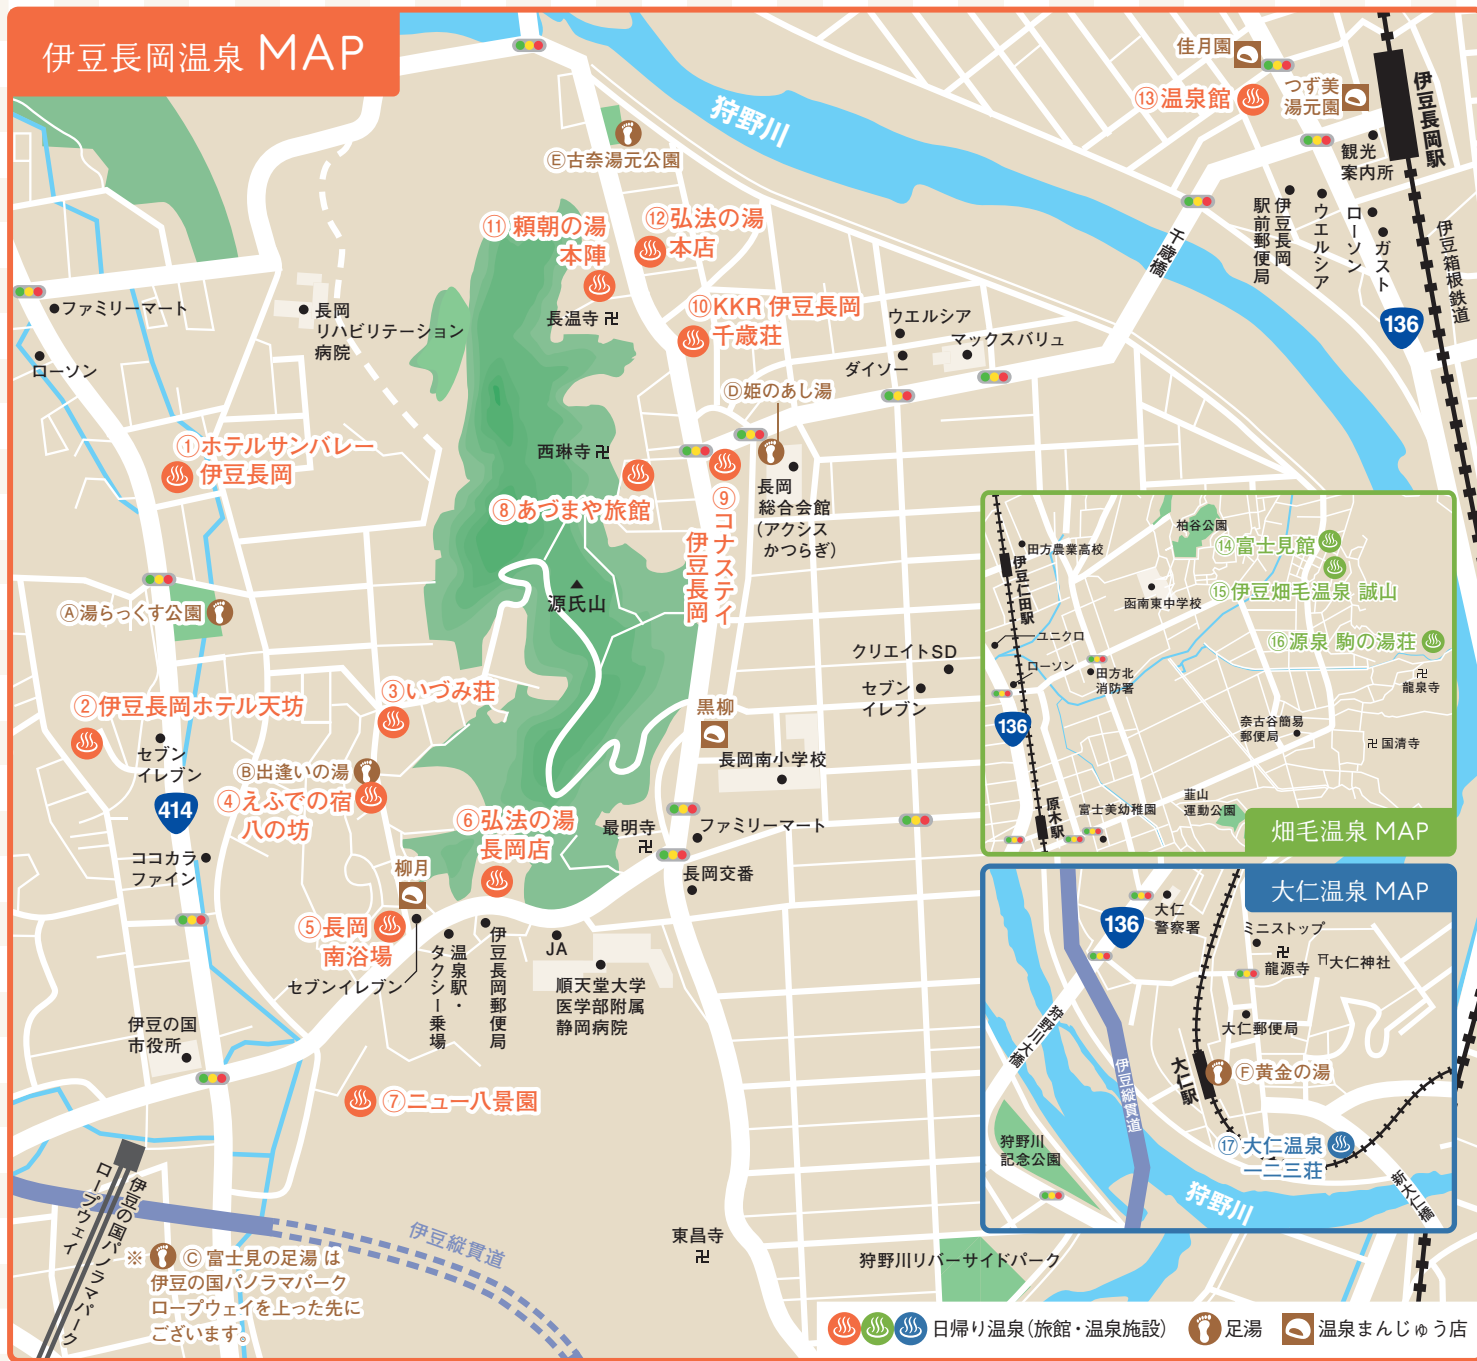 伊豆長岡温泉 MAP
狩野川
佳月園
つず美
湯元園
⑬温泉館
伊豆長岡駅
観光
案内所
伊豆長岡
駅前郵便局
ウエルシア
ローソン
ガスト
伊豆箱根鉄道
136
千歳橋
Ⓔ古奈湯元公園
⑪頼朝の湯
本陣
⑫弘法の湯
本店
長温寺
⑩KKR 伊豆長岡
千歳荘
ウエルシア
マックスバリュ
ダイソー
Ⓓ姫のあし湯
ファミリーマート
ローソン
長岡
リハビリテーション
病院
①ホテルサンバレー
伊豆長岡
西琳寺
⑧あづまや旅館
⑨コナステイ
伊豆長岡
長岡
総合会館
(アクシス
かつらぎ)
源氏山
Ⓐ湯らっくす公園
②伊豆長岡ホテル天坊
セブン
イレブン
③いづみ荘
Ⓑ出逢いの湯
④えふでの宿
八の坊
414
ココカラ
ファイン
⑥弘法の湯
長岡店
柳月
⑤長岡
南浴場
セブンイレブン
温泉駅・
タクシー乗場
伊豆長岡郵便局
JA
順天堂大学
医学部附属
静岡病院
最明寺
ファミリーマート
長岡交番
黒柳
長岡南小学校
クリエイトSD
セブン
イレブン
伊豆の国
市役所
⑦ニュー八景園
伊豆の国パノラマパーク
ロープウェイ
伊豆縦貫道
※ Ⓒ富士見の足湯 は
伊豆の国パノラマパーク
ロープウェイを上った先に
ございます。
東昌寺
狩野川リバーサイドパーク
柏谷公園
田方農業高校
伊豆仁田駅
⑭富士見館
⑮伊豆畑毛温泉 誠山
函南東中学校
ユニクロ
ローソン
田方北
消防署
⑯源泉 駒の湯荘
龍泉寺
136
奈古谷簡易
郵便局
国清寺
原木駅
富士美幼稚園
韮山
運動公園
畑毛温泉 MAP
大仁温泉 MAP
136
大仁
警察署
ミニストップ
龍源寺
大仁神社
狩野川大橋
伊豆縦貫道
大仁郵便局
大仁駅
Ⓕ黄金の湯
狩野川
記念公園
⑰大仁温泉
一二三荘
狩野川
新大仁橋
日帰り温泉(旅館・温泉施設)
足湯
温泉まんじゅう店